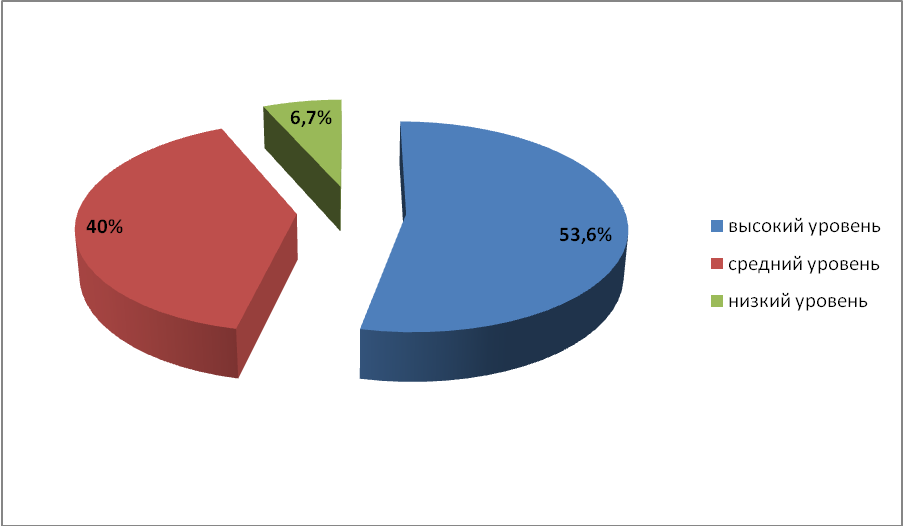 6,7%
40%
53,6%
высокий уровень
средний уровень
низкий уровень